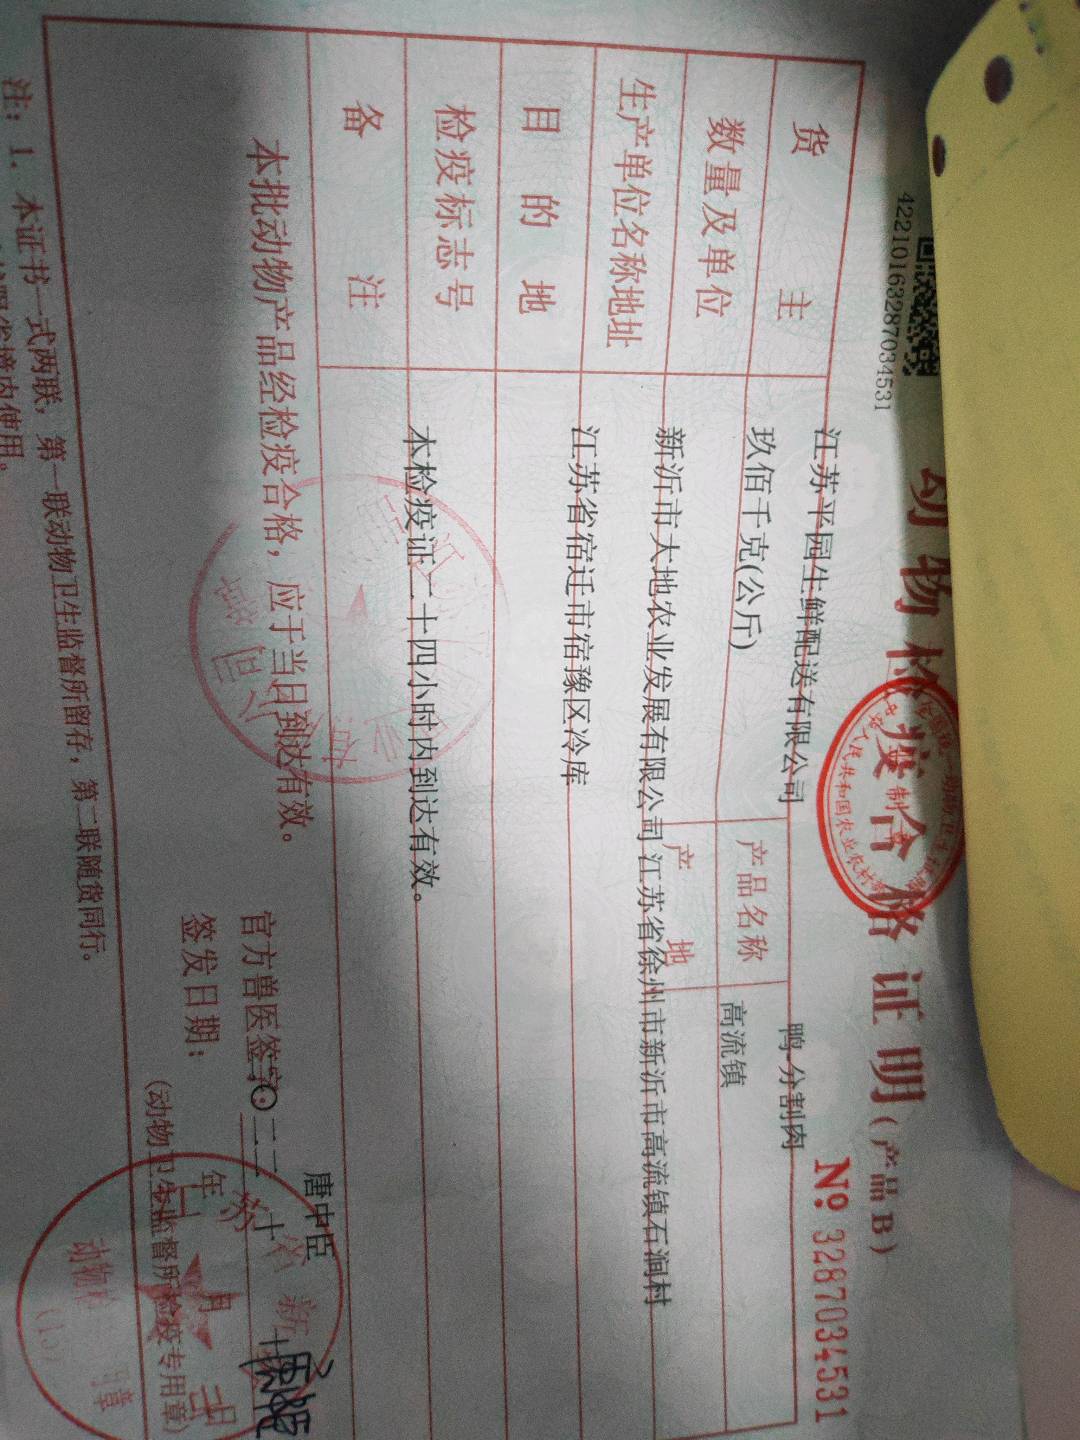 动物检疫合格证明(产品B)
42210163287034531
№ 3287034531
货主 江苏平园生鲜配送有限公司 产品名称 鸭-分割肉
数量及单位 玖佰千克(公斤) 产地 高流镇
生产单位名称地址 新沂市大地农业发展有限公司 江苏省徐州市新沂市高流镇石涧村
目的地 江苏省宿迁市宿豫区冷库
检疫标志号
备注 本检疫证二十四小时内到达有效。
本批动物产品经检疫合格，应于当日到达有效。
官方兽医签字: 唐中臣
签发日期: 二〇二二 年 十 月 十 日
(动物卫生监督所检疫专用章)
注: 1. 本证书一式两联，第一联动物卫生监督所留存，第二联随货同行。
省境内使用。